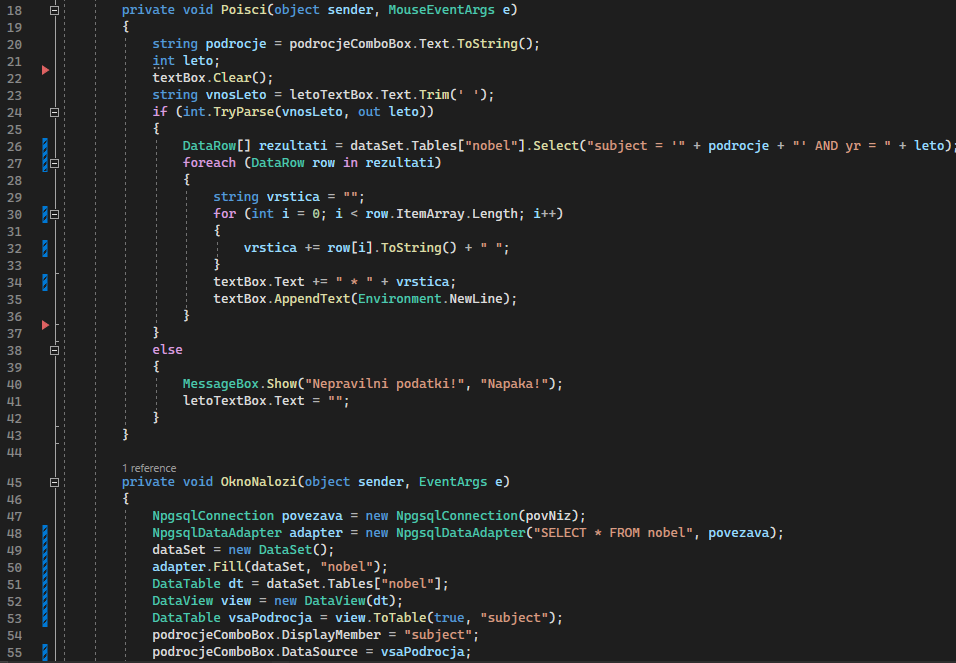 18 private void Poisci(object sender, MouseEventArgs e)
19 {
20 string podrocje = podrocjeComboBox.Text.ToString();
21 int leto;
22 textBox.Clear();
23 string vnosLeto = letoTextBox.Text.Trim(' ');
24 if (int.TryParse(vnosLeto, out leto))
25 {
26 DataRow[] rezultati = dataSet.Tables["nobel"].Select("subject = '" + podrocje + "' AND yr = " + leto);
27 foreach (DataRow row in rezultati)
28 {
29 string vrstica = "";
30 for (int i = 0; i < row.ItemArray.Length; i++)
31 {
32 vrstica += row[i].ToString() + " ";
33 }
34 textBox.Text += " * " + vrstica;
35 textBox.AppendText(Environment.NewLine);
36 }
37 }
38 else
39 {
40 MessageBox.Show("Nepravilni podatki!", "Napaka!");
41 letoTextBox.Text = "";
42 }
43 }
44
1 reference
45 private void OknoNalozi(object sender, EventArgs e)
46 {
47 NpgsqlConnection povezava = new NpgsqlConnection(povNiz);
48 NpgsqlDataAdapter adapter = new NpgsqlDataAdapter("SELECT * FROM nobel", povezava);
49 dataSet = new DataSet();
50 adapter.Fill(dataSet, "nobel");
51 DataTable dt = dataSet.Tables["nobel"];
52 DataView view = new DataView(dt);
53 DataTable vsaPodrocja = view.ToTable(true, "subject");
54 podrocjeComboBox.DisplayMember = "subject";
55 podrocjeComboBox.DataSource = vsaPodrocja;